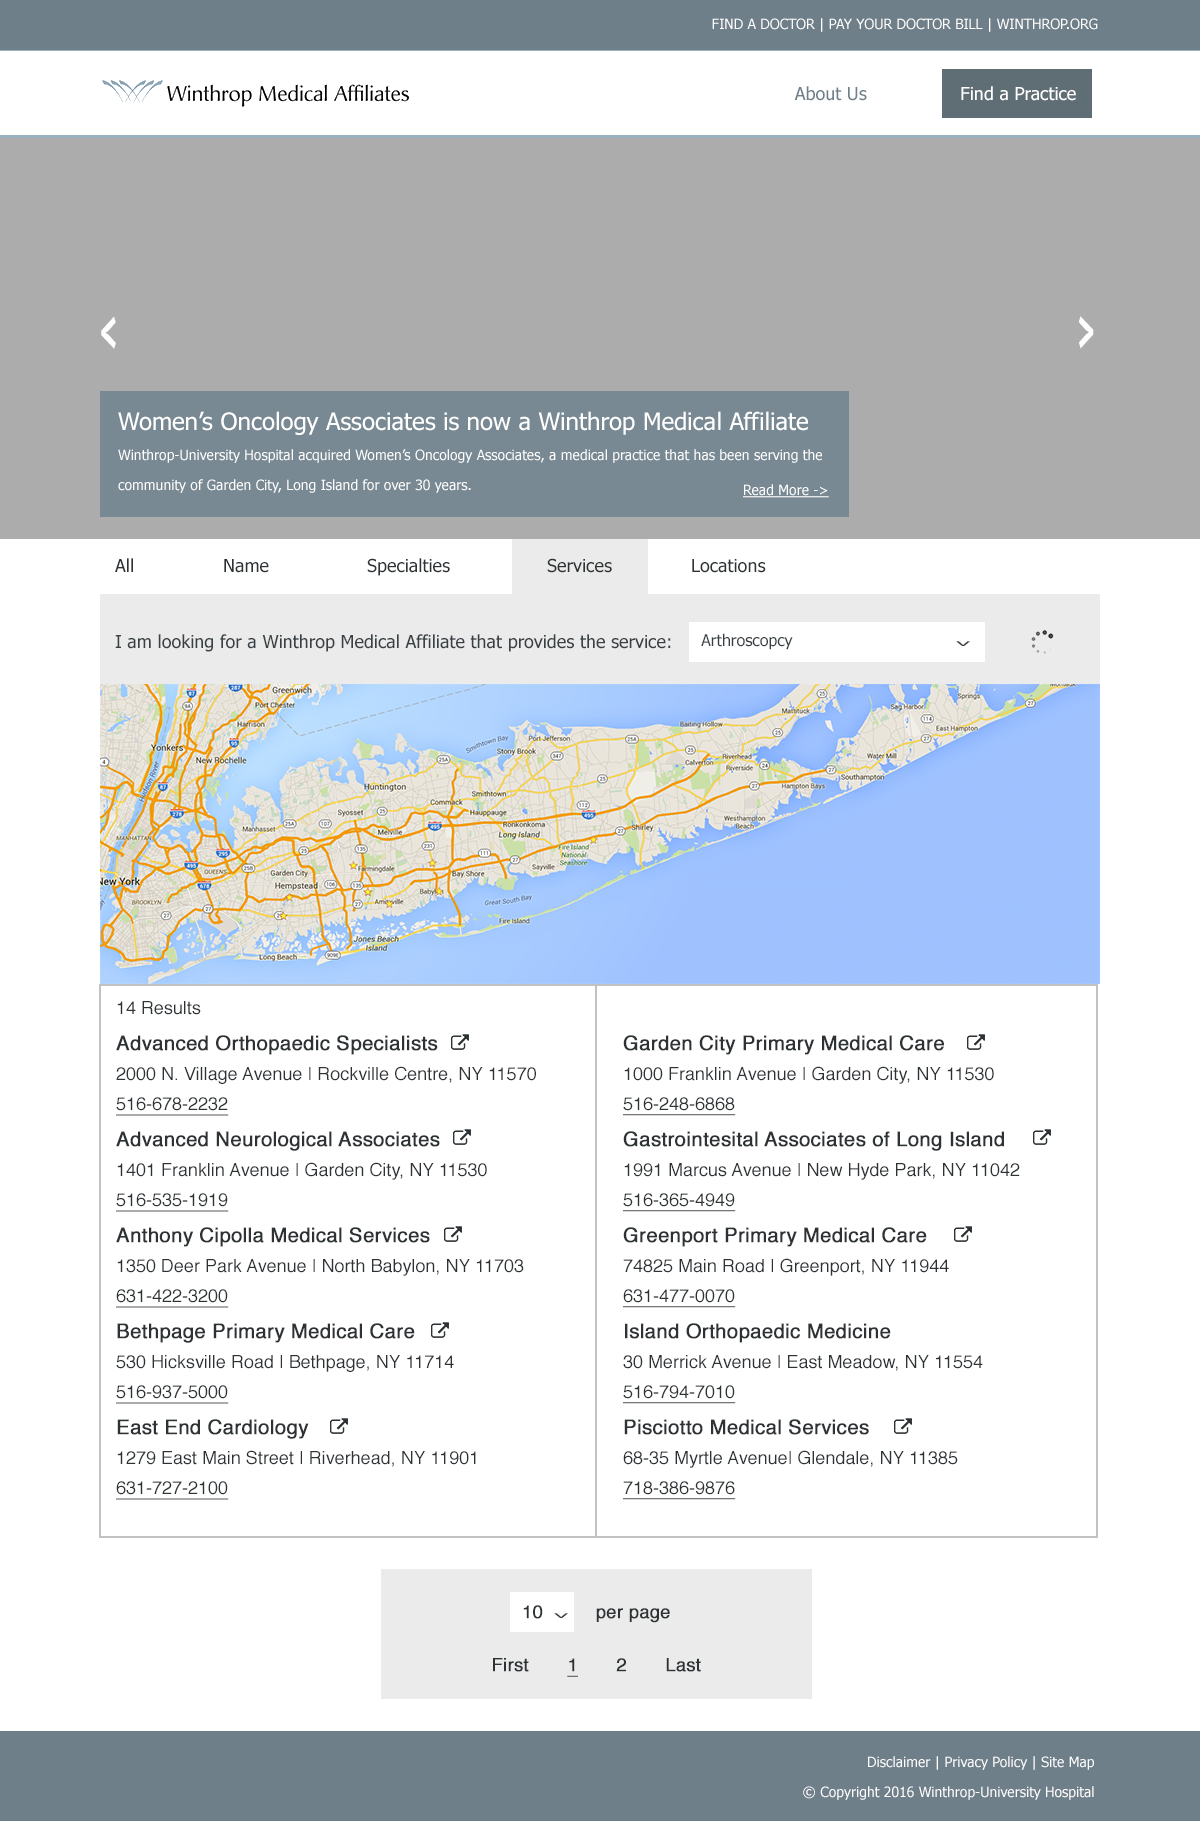 FIND A DOCTOR | PAY YOUR DOCTOR BILL | WINTHROP.ORG
Winthrop Medical Affiliates
About Us
Find a Practice
Women’s Oncology Associates is now a Winthrop Medical Affiliate
Winthrop-University Hospital acquired Women’s Oncology Associates, a medical practice that has been serving the
community of Garden City, Long Island for over 30 years.
Read More ->
All
Name
Specialties
Services
Locations
I am looking for a Winthrop Medical Affiliate that provides the service:
Arthroscopcy
Greenwich
Port Chester
Harrison
Yonkers
New Rochelle
Hudson River
MANHATTAN
New York
BROOKLYN
QUEENS
Manhasset
Garden City
Hempstead
Long Beach
Jones Beach
Island
Huntington
Syosset
Melville
Farmingdale
Amityville
Commack
Smithtown
Hauppauge
Ronkonkoma
Long Island
Bay Shore
Sayville
Great South Bay
Fire Island
Fire Island
National
Seashore
Smithtown Bay
Stony Brook
Port Jefferson
Shirley
Baiting Hollow
Calverton
Riverhead
Riverside
Mattituck
Hampton Bays
Westhampton
Beach
Southampton
Water Mill
Sag Harbor
East Hampton
Springs
14 Results
Advanced Orthopaedic Specialists
2000 N. Village Avenue | Rockville Centre, NY 11570
516-678-2232
Advanced Neurological Associates
1401 Franklin Avenue | Garden City, NY 11530
516-535-1919
Anthony Cipolla Medical Services
1350 Deer Park Avenue | North Babylon, NY 11703
631-422-3200
Bethpage Primary Medical Care
530 Hicksville Road | Bethpage, NY 11714
516-937-5000
East End Cardiology
1279 East Main Street | Riverhead, NY 11901
631-727-2100
Garden City Primary Medical Care
1000 Franklin Avenue | Garden City, NY 11530
516-248-6868
Gastrointesital Associates of Long Island
1991 Marcus Avenue | New Hyde Park, NY 11042
516-365-4949
Greenport Primary Medical Care
74825 Main Road | Greenport, NY 11944
631-477-0070
Island Orthopaedic Medicine
30 Merrick Avenue | East Meadow, NY 11554
516-794-7010
Pisciotto Medical Services
68-35 Myrtle Avenue| Glendale, NY 11385
718-386-9876
10 per page
First 1 2 Last
Disclaimer | Privacy Policy | Site Map
© Copyright 2016 Winthrop-University Hospital